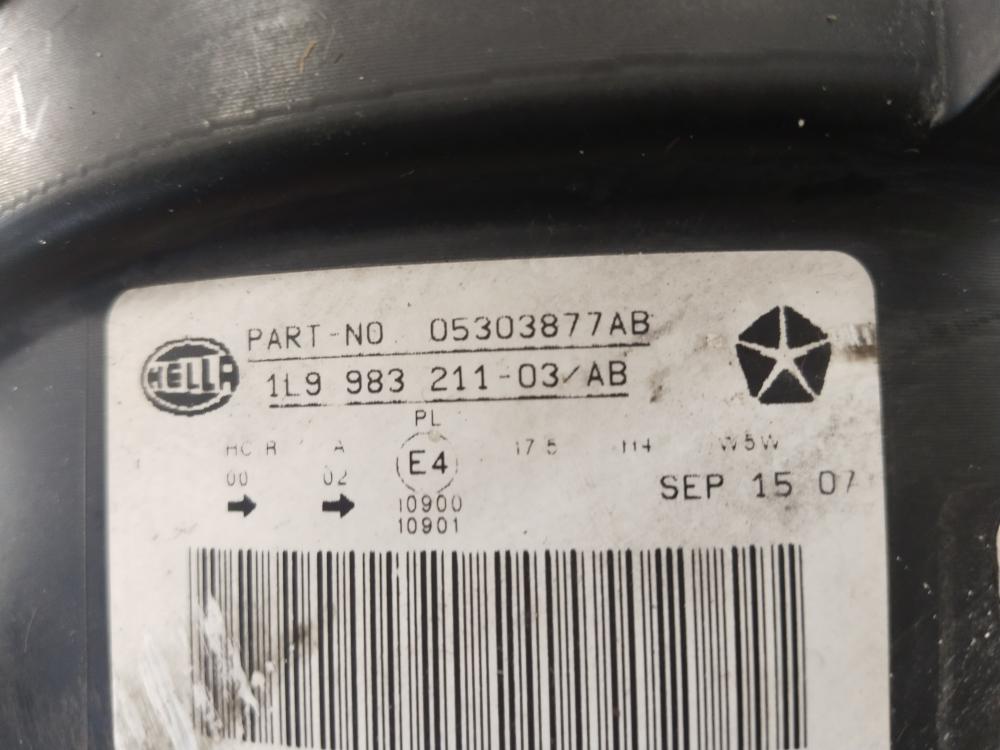 HELLA
PART-NO 05303877AB
1L9 983 211-03/AB
PL
HC R A E4 17 5 H4 W5W
00 02 SEP 15 07
10900
10901